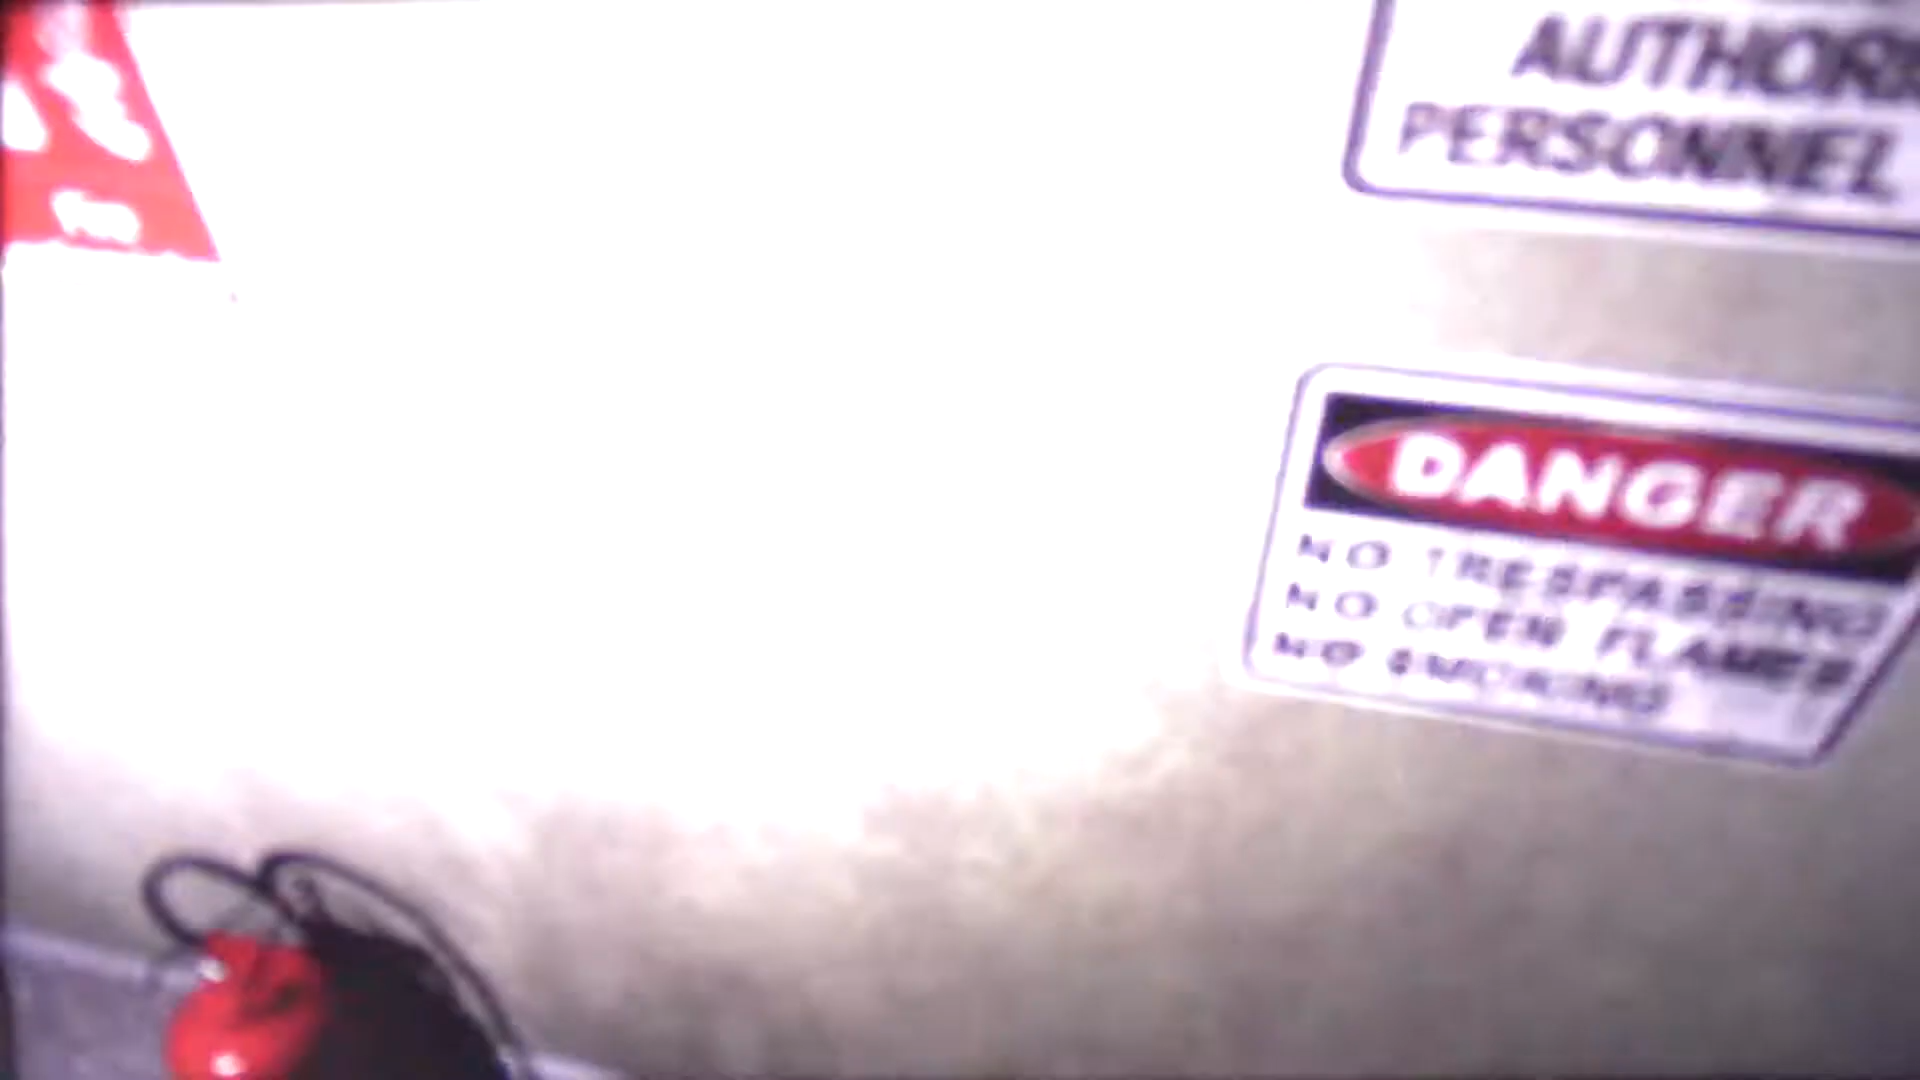 AUTHORI
PERSONNEL
DANGER
NO TRESPASSING
NO OPEN FLAMES
NO SMOKING